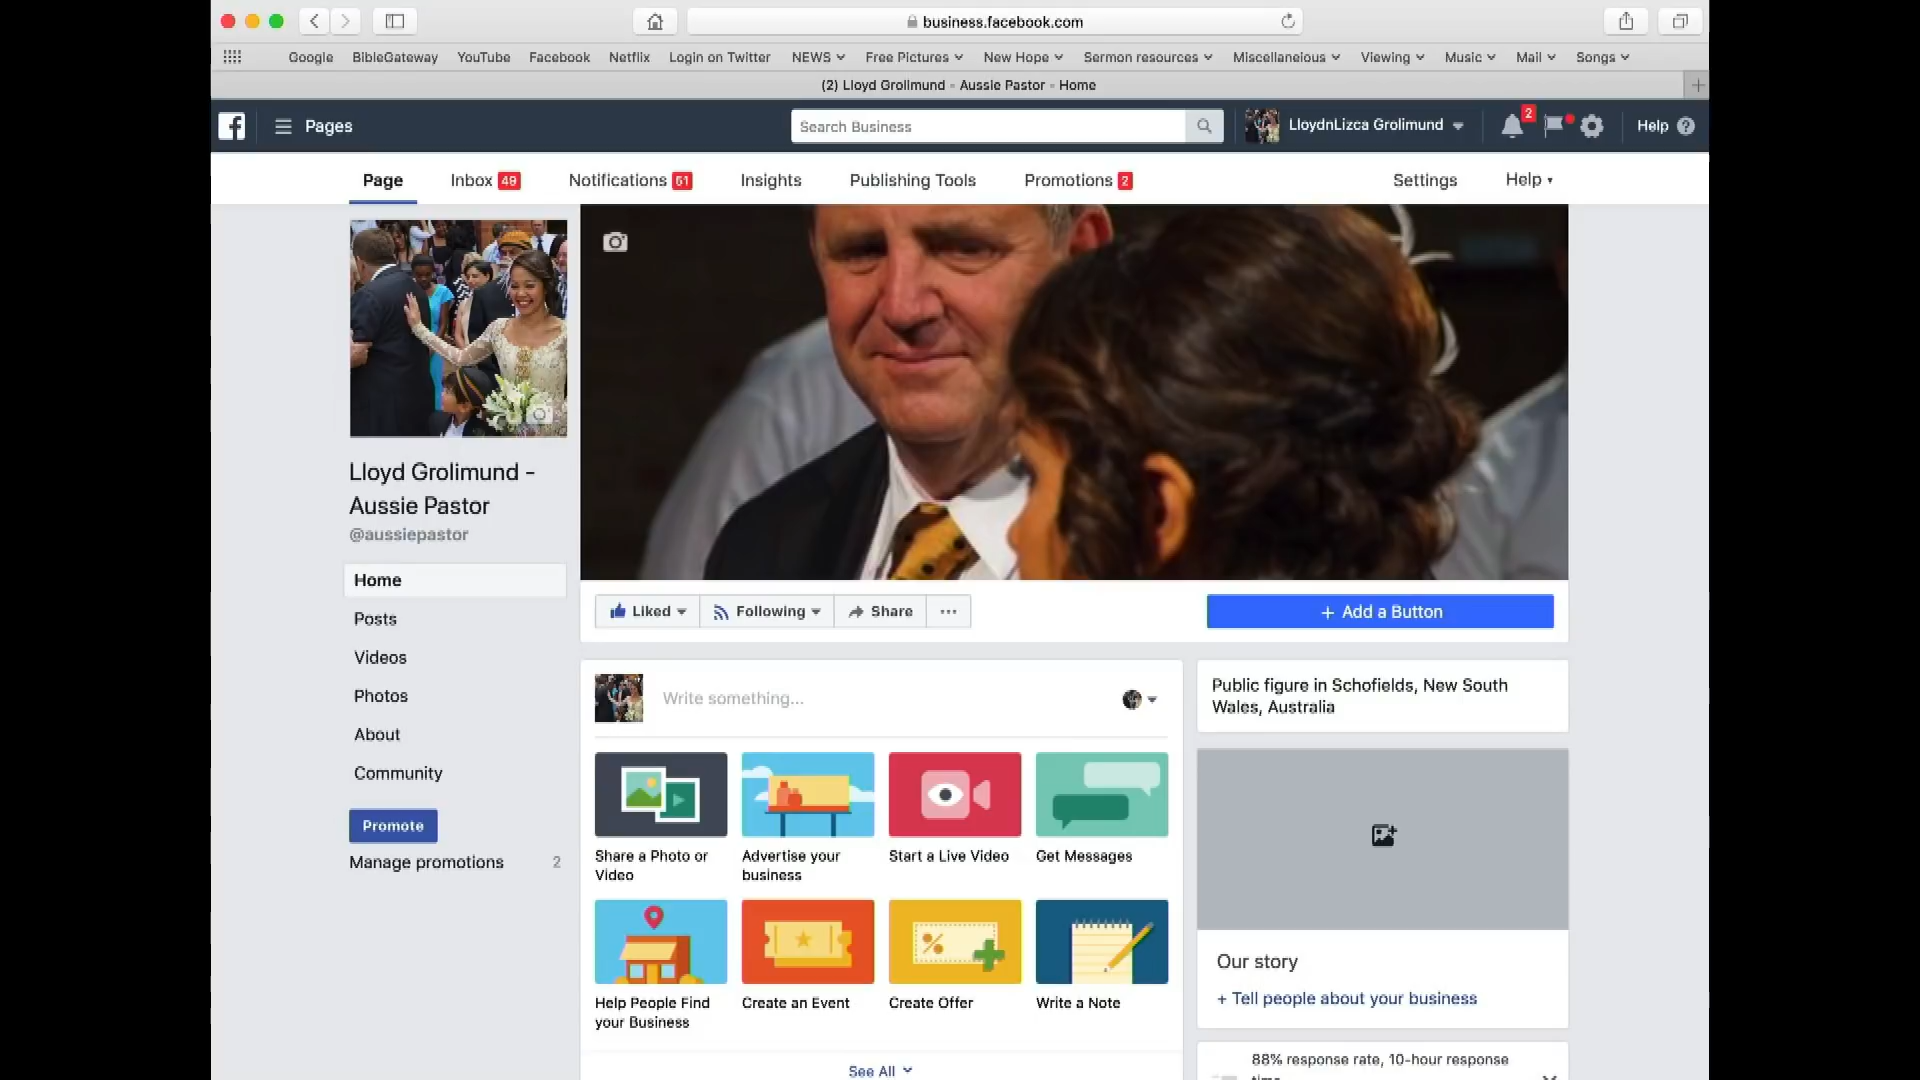 business.facebook.com
Google BibleGateway YouTube Facebook Netflix Login on Twitter NEWS Free Pictures New Hope Sermon resources Miscellaneious Viewing Music Mail Songs
(2) Lloyd Grolimund - Aussie Pastor - Home
Pages
Search Business
LloydnLizca Grolimund
2
Help
Page Inbox 49 Notifications 61 Insights Publishing Tools Promotions 2 Settings Help
Lloyd Grolimund -
Aussie Pastor
@aussiepastor
Home
Posts
Videos
Photos
About
Community
Promote
Manage promotions 2
Liked Following Share ...
+ Add a Button
Write something...
Share a Photo or
Video
Advertise your
business
Start a Live Video
Get Messages
Help People Find
your Business
Create an Event
Create Offer
Write a Note
See All
Public figure in Schofields, New South
Wales, Australia
Our story
+ Tell people about your business
88% response rate, 10-hour response